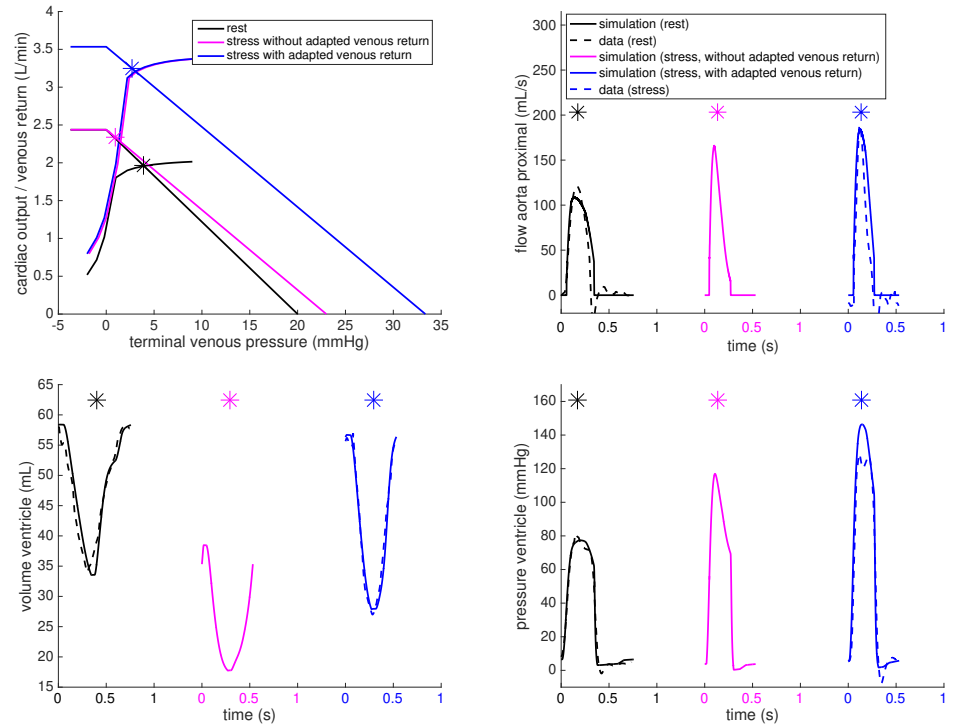 4
3.5
3
2.5
2
1.5
1
0.5
0
-5 0 5 10 15 20 25 30 35
cardiac output / venous return (L/min)
terminal venous pressure (mmHg)
rest
stress without adapted venous return
stress with adapted venous return
300
250
200
150
100
50
0
0 0.5 1 0 0.5 1 0 0.5 1
flow aorta proximal (mL/s)
time (s)
simulation (rest)
data (rest)
simulation (stress, without adapted venous return)
simulation (stress, with adapted venous return)
data (stress)
65
60
55
50
45
40
35
30
25
20
15
0 0.5 1 0 0.5 1 0 0.5 1
volume ventricle (mL)
time (s)
160
140
120
100
80
60
40
20
0
0 0.5 1 0 0.5 1 0 0.5 1
pressure ventricle (mmHg)
time (s)